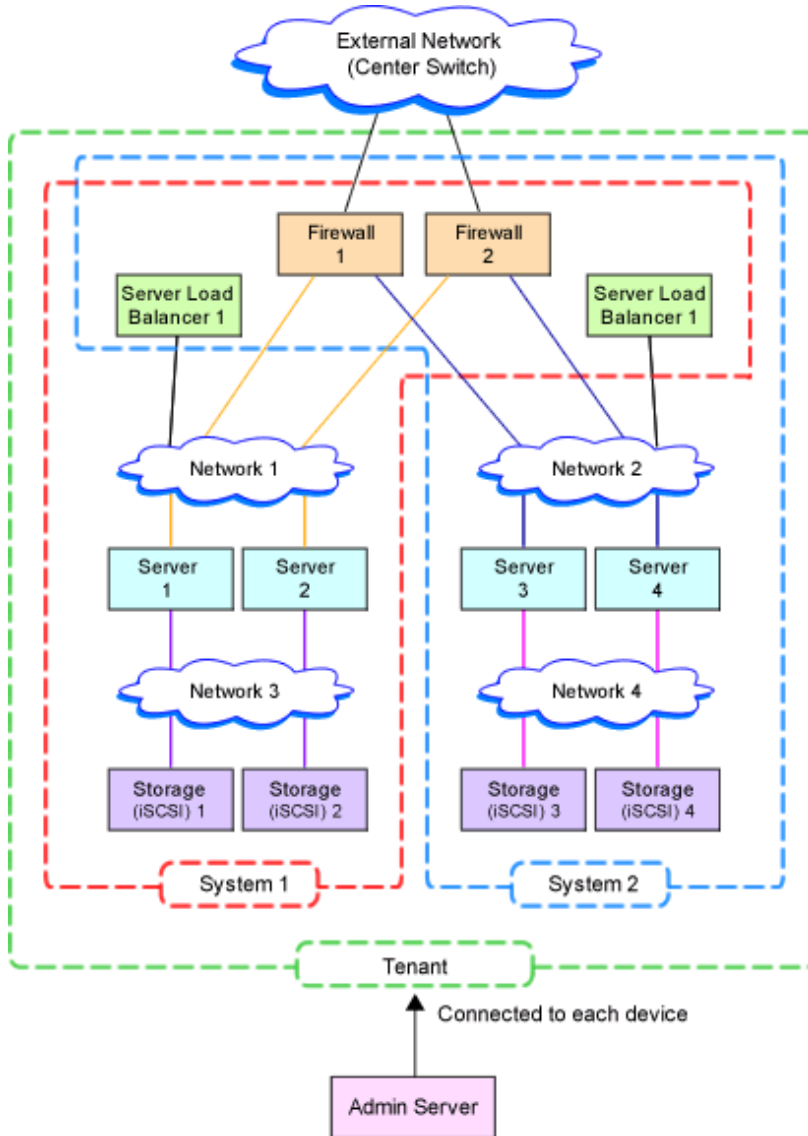 External Network
(Center Switch)
Firewall
1
Firewall
2
Server Load
Balancer 1
Server Load
Balancer 1
Network 1
Network 2
Server
1
Server
2
Server
3
Server
4
Network 3
Network 4
Storage
(iSCSI) 1
Storage
(iSCSI) 2
Storage
(iSCSI) 3
Storage
(iSCSI) 4
System 1
System 2
Tenant
Connected to each device
Admin Server